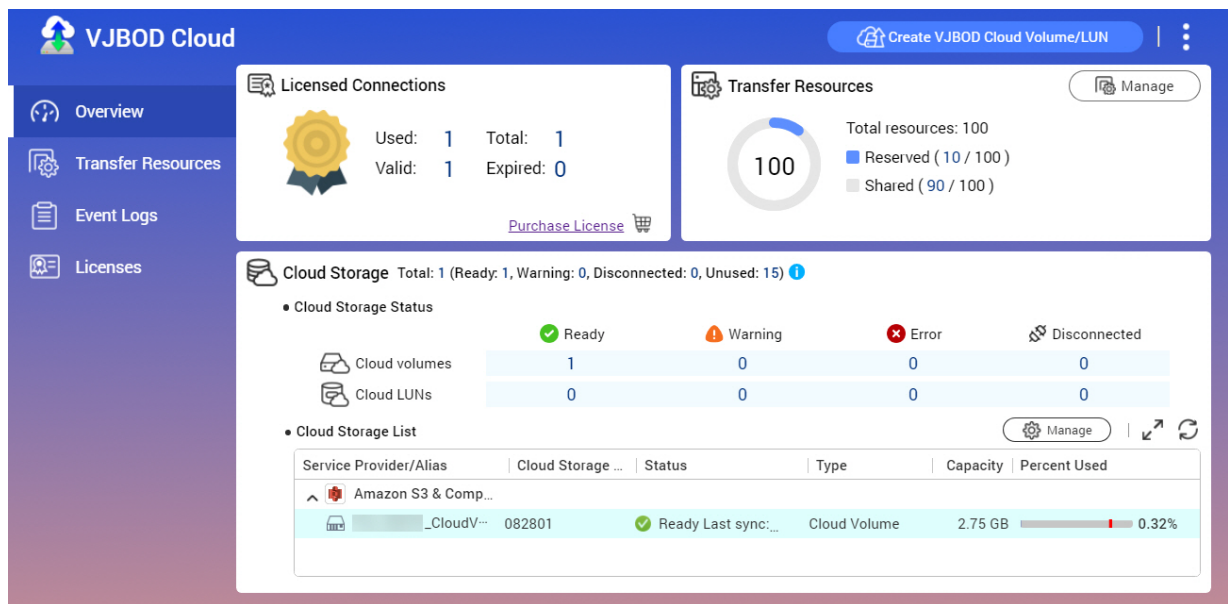 VJBOD Cloud
Create VJBOD Cloud Volume/LUN
Overview
Transfer Resources
Event Logs
Licenses
Licensed Connections
Used: 1 Total: 1
Valid: 1 Expired: 0
Purchase License
Transfer Resources
Manage
100
Total resources: 100
Reserved ( 10 / 100 )
Shared ( 90 / 100 )
Cloud Storage Total: 1 (Ready: 1, Warning: 0, Disconnected: 0, Unused: 15)
• Cloud Storage Status
Ready Warning Error Disconnected
Cloud volumes 1 0 0 0
Cloud LUNs 0 0 0 0
• Cloud Storage List
Manage
Service Provider/Alias Cloud Storage ... Status Type Capacity Percent Used
Amazon S3 & Comp...
_CloudV... 082801 Ready Last sync:... Cloud Volume 2.75 GB 0.32%